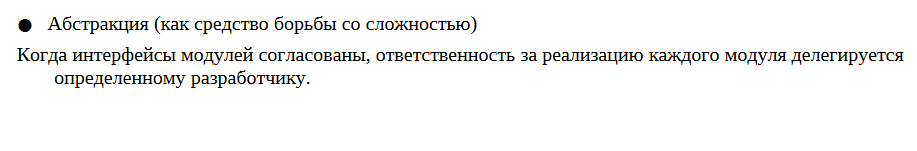 ● Абстракция (как средство борьбы со сложностью)
Когда интерфейсы модулей согласованы, ответственность за реализацию каждого модуля делегируется
определенному разработчику.